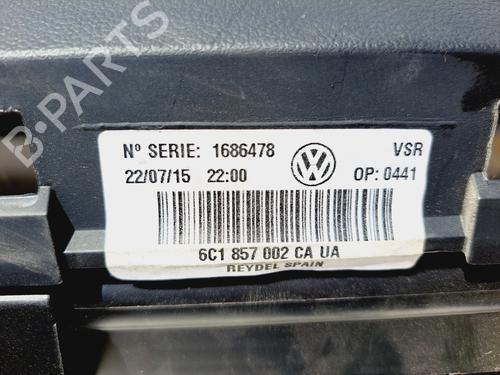 B-PARTS
Nº SERIE: 1686478 VSR
22/07/15 22:00 OP: 0441
6C1 857 002 CA UA
REYDEL SPAIN